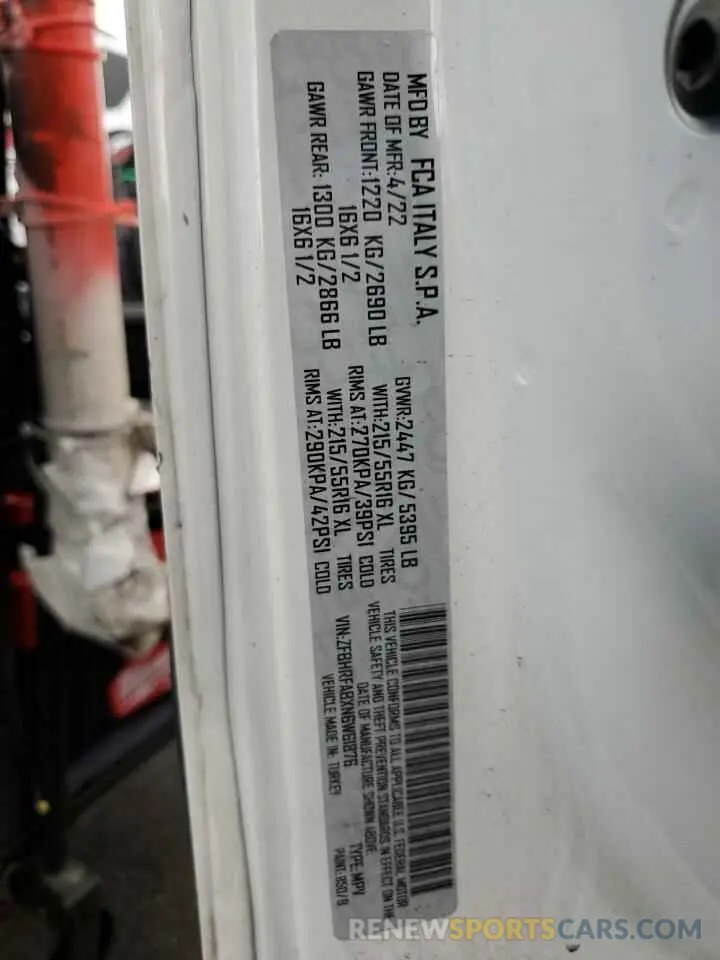 MFD BY FCA ITALY S.P.A.
DATE OF MFR:4/22 GVWR:2447 KG/5395 LB
GAWR FRONT:1220 KG/2690 LB WITH:215/55R16 XL TIRES
16X6 1/2 RIMS AT:270KPA/39PSI COLD
GAWR REAR: 1300 KG/2866 LB WITH:215/55R16 XL TIRES
16X6 1/2 RIMS AT:290KPA/42PSI COLD
THIS VEHICLE CONFORMS TO ALL APPLICABLE U.S. FEDERAL MOTOR
VEHICLE SAFETY AND THEFT PREVENTION STANDARDS IN EFFECT ON THE
DATE OF MANUFACTURE SHOWN ABOVE.
VIN:ZFBHRFABXN6W61876 TYPE:MPV
VEHICLE MADE IN: TURKEY PAINT:
RENEWSPORTSCARS.COM